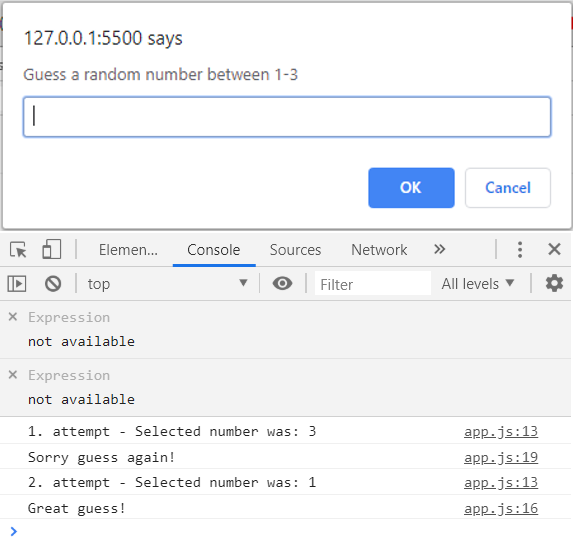 127.0.0.1:5500 says
Guess a random number between 1-3
OK Cancel
Elemen... Console Sources Network »
top Filter All levels
Expression
not available
Expression
not available
1. attempt - Selected number was: 3 app.js:13
Sorry guess again! app.js:19
2. attempt - Selected number was: 1 app.js:13
Great guess! app.js:16